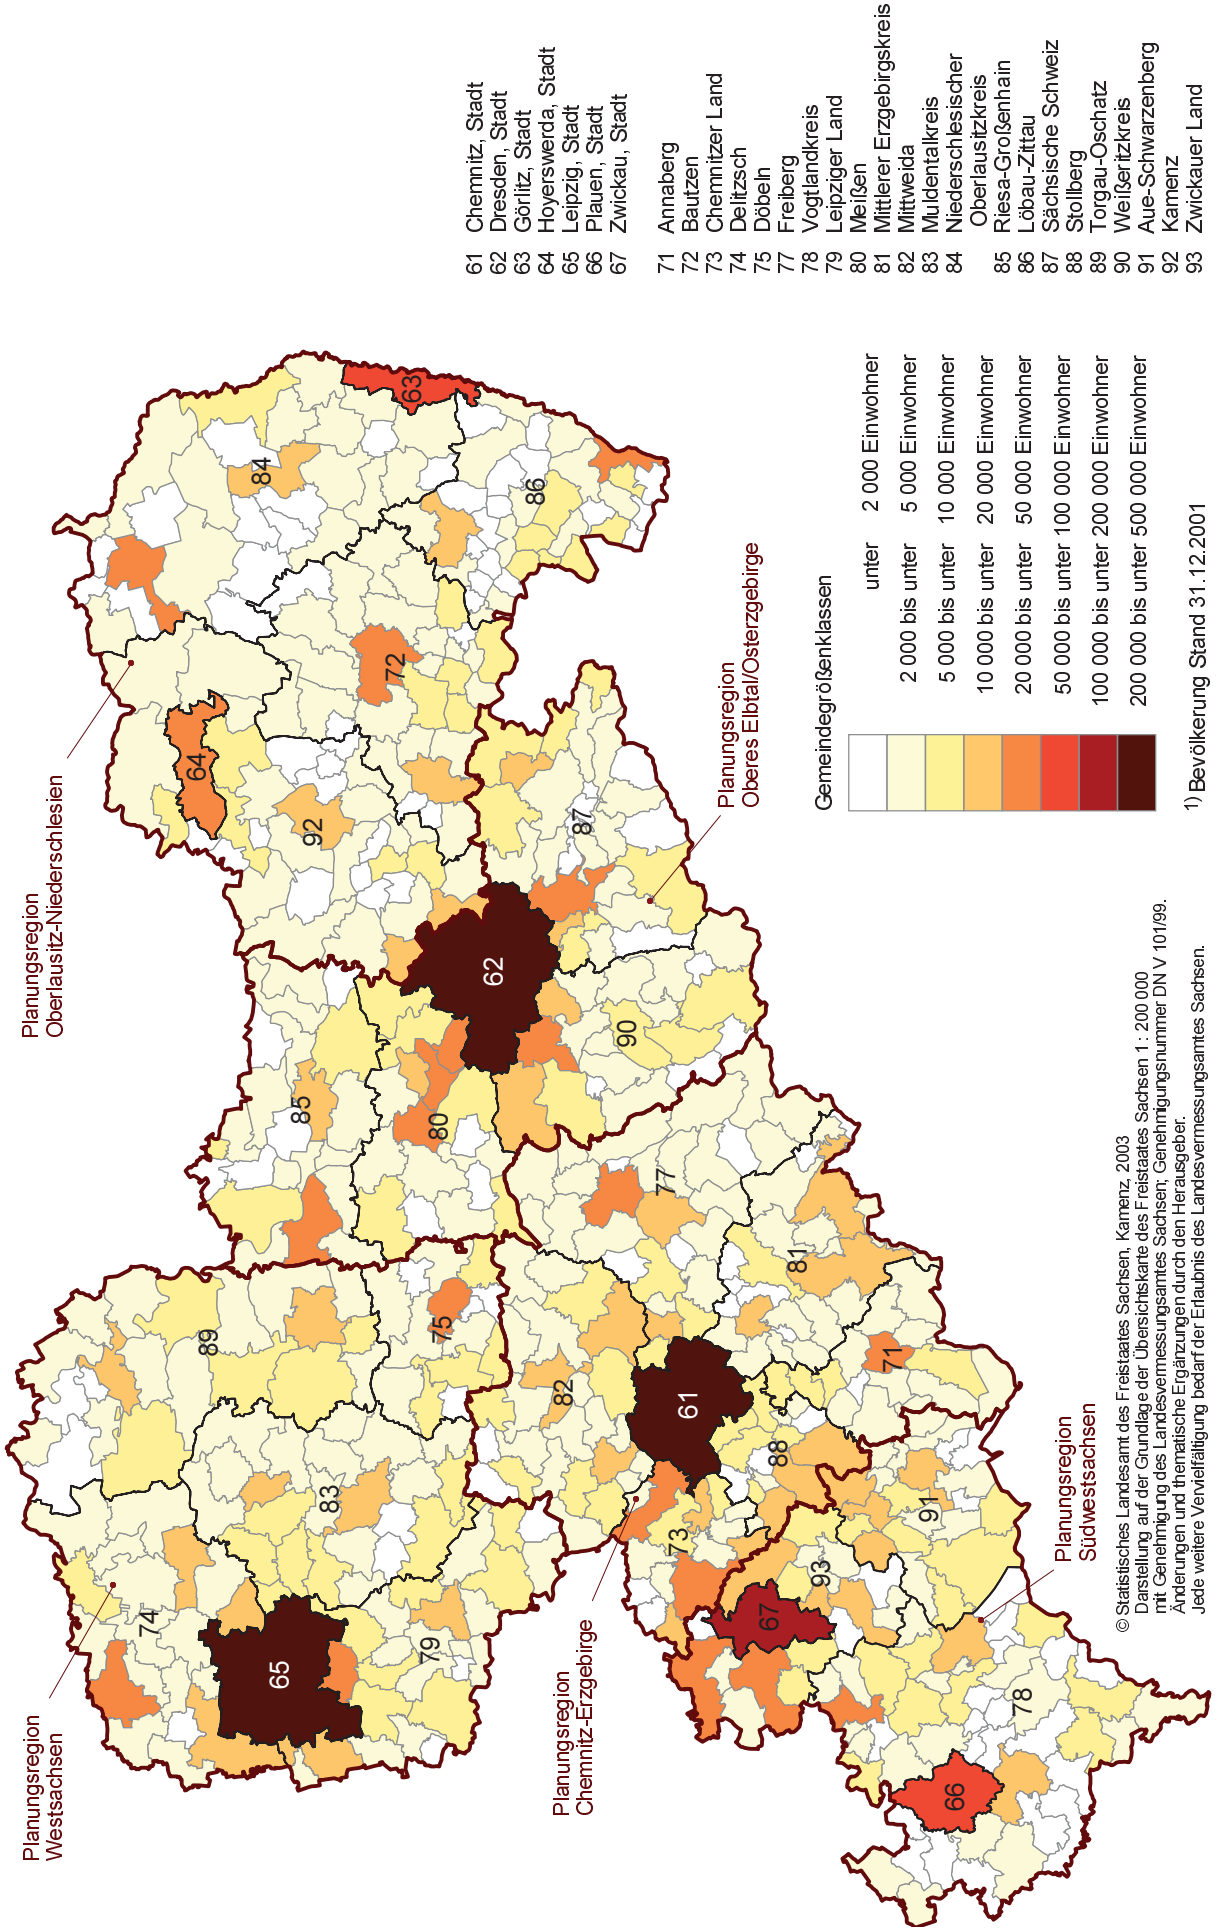 Planungsregion
Westsachsen
Planungsregion
Oberlausitz-Niederschlesien
Planungsregion
Chemnitz-Erzgebirge
Planungsregion
Oberes Elbtal/Osterzgebirge
Planungsregion
Südwestsachsen
74
89
65
83
79
75
82
85
80
62
64
92
84
72
63
86
87
90
77
81
61
71
88
73
93
67
91
78
66
61 Chemnitz, Stadt
62 Dresden, Stadt
63 Görlitz, Stadt
64 Hoyerswerda, Stadt
65 Leipzig, Stadt
66 Plauen, Stadt
67 Zwickau, Stadt
71 Annaberg
72 Bautzen
73 Chemnitzer Land
74 Delitzsch
75 Döbeln
77 Freiberg
78 Vogtlandkreis
79 Leipziger Land
80 Meißen
81 Mittlerer Erzgebirgskreis
82 Mittweida
83 Muldentalkreis
84 Niederschlesischer
Oberlausitzkreis
85 Riesa-Großenhain
86 Löbau-Zittau
87 Sächsische Schweiz
88 Stollberg
89 Torgau-Oschatz
90 Weißeritzkreis
91 Aue-Schwarzenberg
92 Kamenz
93 Zwickauer Land
Gemeindegrößenklassen
unter 2 000 Einwohner
2 000 bis unter 5 000 Einwohner
5 000 bis unter 10 000 Einwohner
10 000 bis unter 20 000 Einwohner
20 000 bis unter 50 000 Einwohner
50 000 bis unter 100 000 Einwohner
100 000 bis unter 200 000 Einwohner
200 000 bis unter 500 000 Einwohner
1) Bevölkerung Stand 31.12.2001
© Statistisches Landesamt des Freistaates Sachsen, Kamenz, 2003
Darstellung auf der Grundlage der Übersichtskarte des Freistaates Sachsen 1 : 200 000
mit Genehmigung des Landesvermessungsamtes Sachsen; Genehmigungsnummer DN V 101/99.
Änderungen und thematische Ergänzungen durch den Herausgeber.
Jede weitere Vervielfältigung bedarf der Erlaubnis des Landesvermessungsamtes Sachsen.